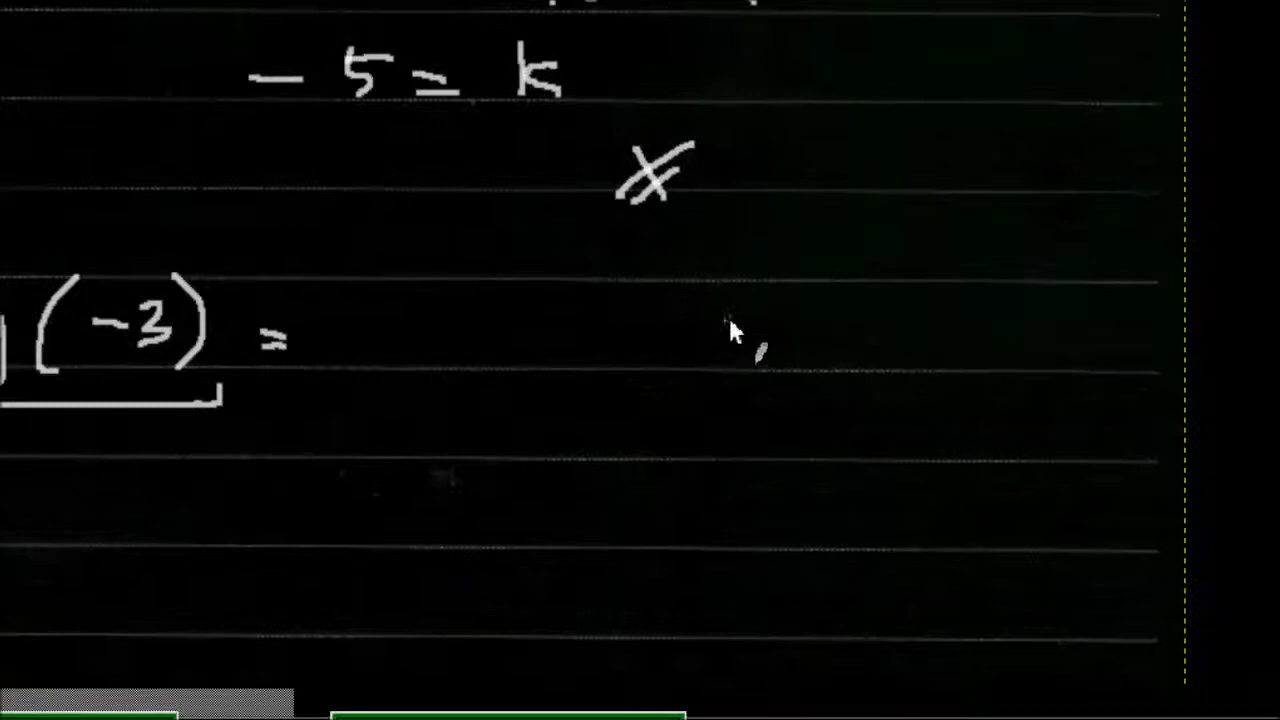 - 5 = k
(-3) =